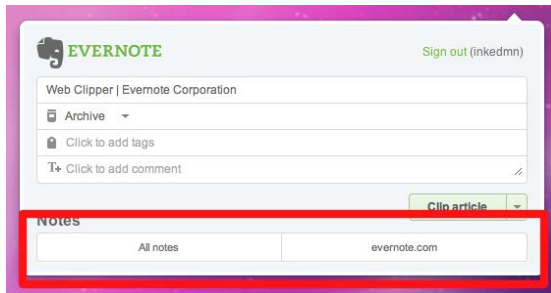 EVERNOTE
Sign out (inkedmn)
Web Clipper | Evernote Corporation
Archive
Click to add tags
T+ Click to add comment
Clip article
Notes
All notes
evernote.com